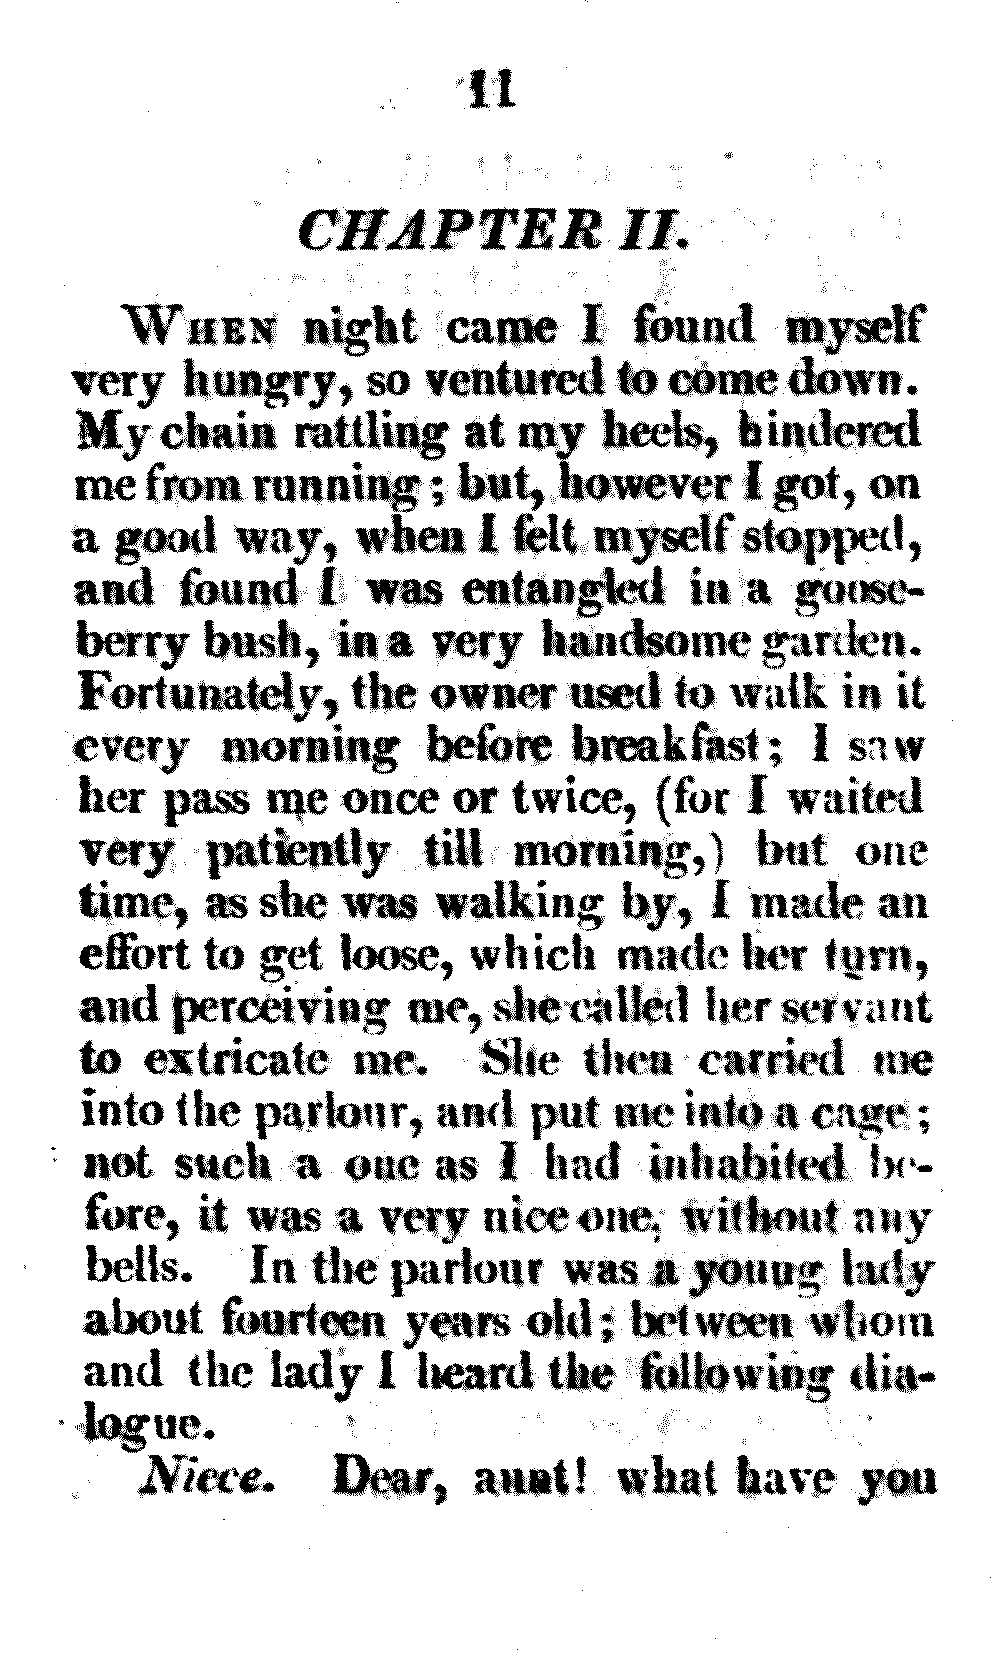 11
CHAPTER II.
WHEN night came I found myself
very hungry, so ventured to come down.
My chain rattling at my heels, hindered
me from running; but, however I got, on
a good way, when I felt myself stopped,
and found I was entangled in a goose-
berry bush, in a very handsome garden.
Fortunately, the owner used to walk in it
every morning before breakfast; I saw
her pass me once or twice, (for I waited
very patiently till morning,) but one
time, as she was walking by, I made an
effort to get loose, which made her turn,
and perceiving me, she called her servant
to extricate me. She then carried me
into the parlour, and put me into a cage;
not such a one as I had inhabited be-
fore, it was a very nice one, without any
bells. In the parlour was a young lady
about fourteen years old; between whom
and the lady I heard the following dia-
logue.
Niece. Dear, aunt! what have you